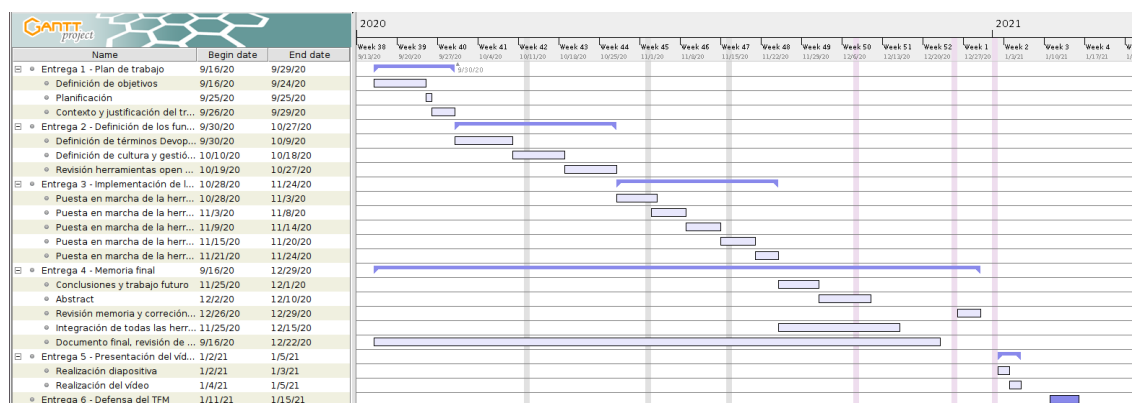 GANTT project
2020 2021
Name Begin date End date
Week 38 Week 39 Week 40 Week 41 Week 42 Week 43 Week 44 Week 45 Week 46 Week 47 Week 48 Week 49 Week 50 Week 51 Week 52 Week 1 Week 2 Week 3 Week 4
9/13/20 9/20/20 9/27/20 10/4/20 10/11/20 10/18/20 10/25/20 11/1/20 11/8/20 11/15/20 11/22/20 11/29/20 12/6/20 12/13/20 12/20/20 12/27/20 1/3/21 1/10/21 1/17/21
Entrega 1 - Plan de trabajo 9/16/20 9/29/20 9/30/20
Definición de objetivos 9/16/20 9/24/20
Planificación 9/25/20 9/25/20
Contexto y justificación del tr... 9/26/20 9/29/20
Entrega 2 - Definición de los fun... 9/30/20 10/27/20
Definición de términos Devop... 9/30/20 10/9/20
Definición de cultura y gestió... 10/10/20 10/18/20
Revisión herramientas open ... 10/19/20 10/27/20
Entrega 3 - Implementación de l... 10/28/20 11/24/20
Puesta en marcha de la herr... 10/28/20 11/3/20
Puesta en marcha de la herr... 11/3/20 11/8/20
Puesta en marcha de la herr... 11/9/20 11/14/20
Puesta en marcha de la herr... 11/15/20 11/20/20
Puesta en marcha de la herr... 11/21/20 11/24/20
Entrega 4 - Memoria final 9/16/20 12/29/20
Conclusiones y trabajo futuro 11/25/20 12/1/20
Abstract 12/2/20 12/10/20
Revisión memoria y correción... 12/26/20 12/29/20
Integración de todas las herr... 11/25/20 12/15/20
Documento final, revisión de ... 9/16/20 12/22/20
Entrega 5 - Presentación del víd... 1/2/21 1/5/21
Realización diapositiva 1/2/21 1/3/21
Realización del vídeo 1/4/21 1/5/21
Entrega 6 - Defensa del TFM 1/11/21 1/15/21